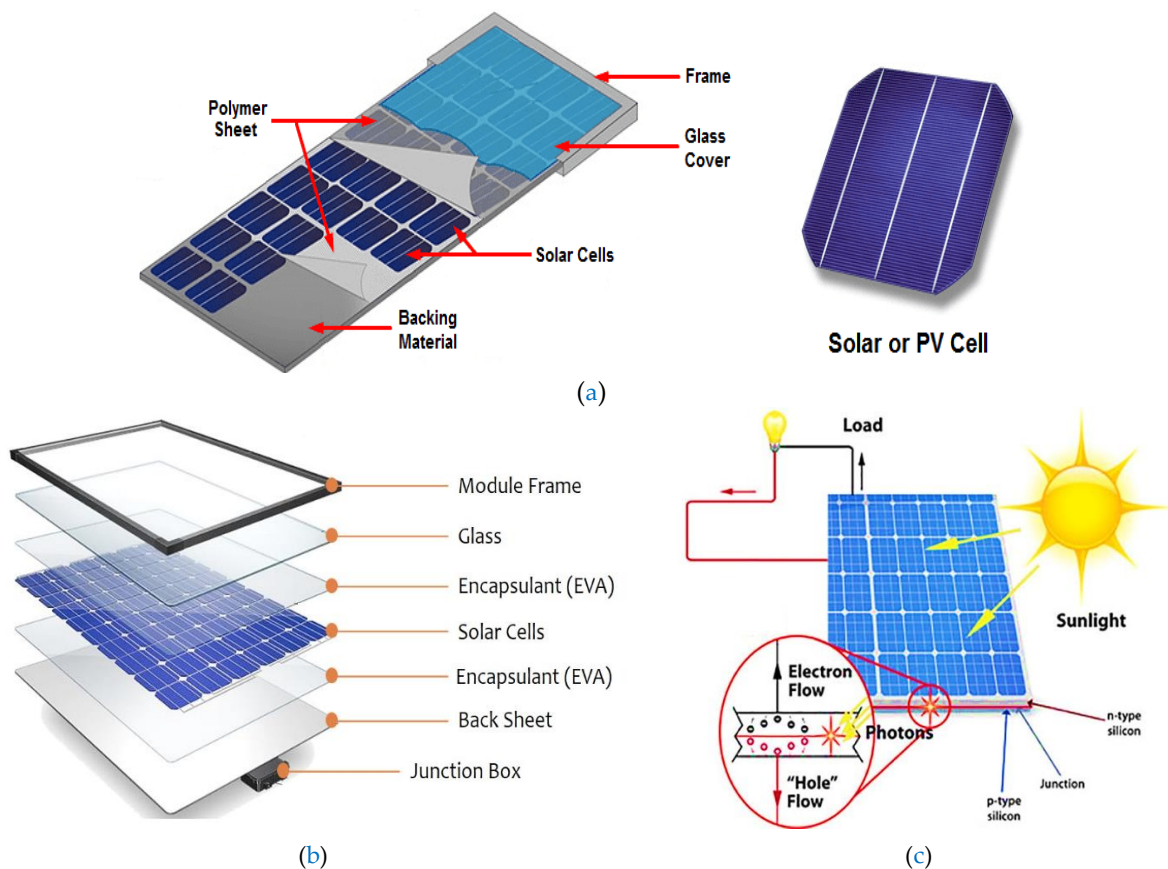 Frame
Polymer
Sheet
Glass
Cover
Solar Cells
Backing
Material
Solar or PV Cell
(a)
Module Frame
Glass
Encapsulant (EVA)
Solar Cells
Encapsulant (EVA)
Back Sheet
Junction Box
(b)
Load
Sunlight
Electron
Flow
Photons
"Hole"
Flow
n-type
silicon
Junction
p-type
silicon
(c)